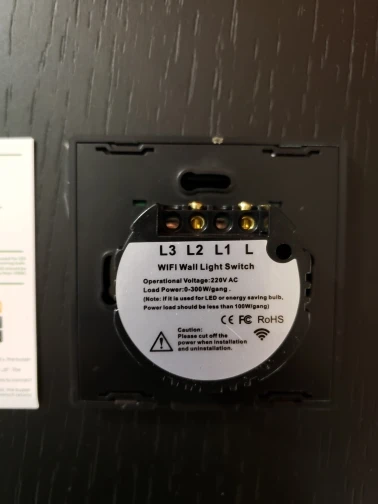 L3 L2 L1 L
WIFI Wall Light Switch
Operational Voltage:220V AC
Load Power:0-300W/gang .
(Note: if it is used for LED or energy saving bulb,
Power load should be less than 100W/gang)
CE FC RoHS
Caution:
Please cut off the
power when installation
and uninstallation.